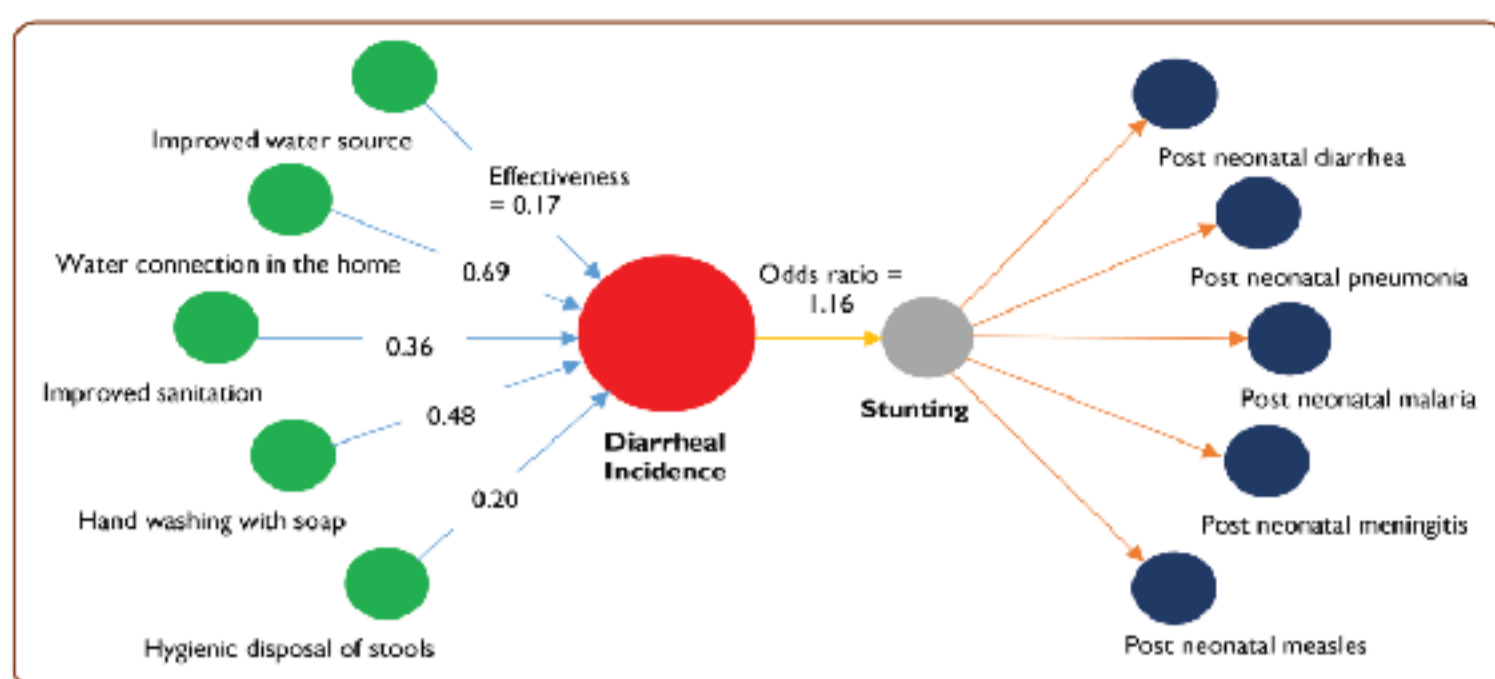 Improved water source
Effectiveness
= 0.17
Water connection in the home
0.69
Improved sanitation
0.36
Hand washing with soap
0.48
Hygienic disposal of stools
0.20
Diarrheal
Incidence
Odds ratio =
1.16
Stunting
Post neonatal diarrhea
Post neonatal pneumonia
Post neonatal malaria
Post neonatal meningitis
Post neonatal measles